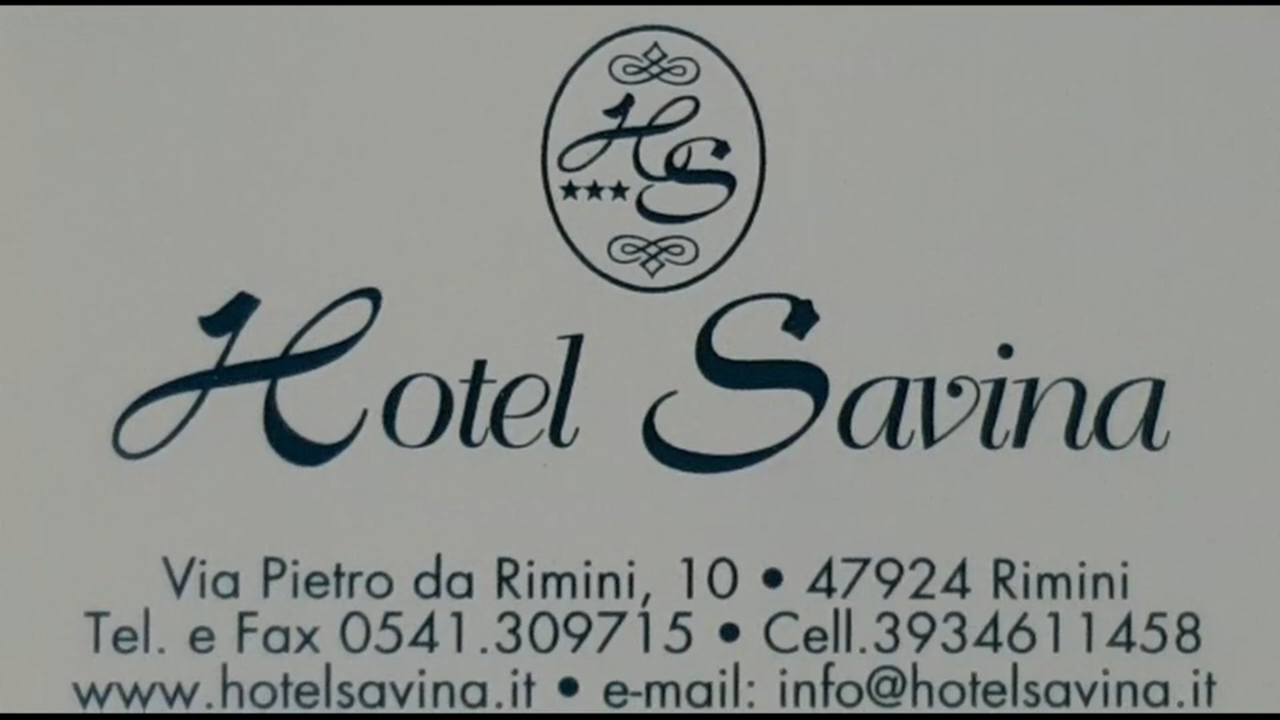 HS
★★★
Hotel Savina
Via Pietro da Rimini, 10 • 47924 Rimini
Tel. e Fax 0541.309715 • Cell.3934611458
www.hotelsavina.it • e-mail: info@hotelsavina.it